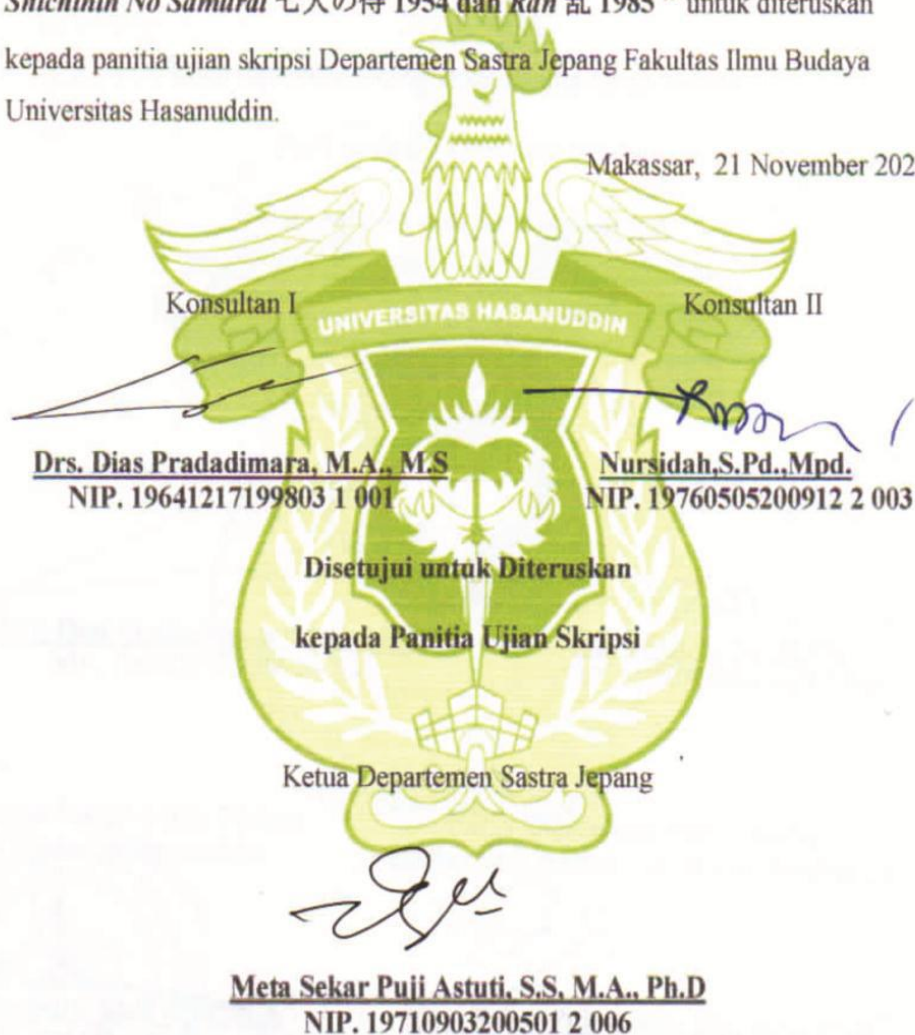 Shichinin No Samurai 七人の侍 1954 dan Ran 乱 1985 " untuk diteruskan
kepada panitia ujian skripsi Departemen Sastra Jepang Fakultas Ilmu Budaya
Universitas Hasanuddin.
Makassar, 21 November 202
Konsultan I Konsultan II
UNIVERSITAS HASANUDDIN
Drs. Dias Pradadimara, M.A., M.S Nursidah,S.Pd.,Mpd.
NIP. 19641217199803 1 001 NIP. 19760505200912 2 003
Disetujui untuk Diteruskan
kepada Panitia Ujian Skripsi
Ketua Departemen Sastra Jepang
Meta Sekar Puji Astuti, S.S, M.A., Ph.D
NIP. 19710903200501 2 006